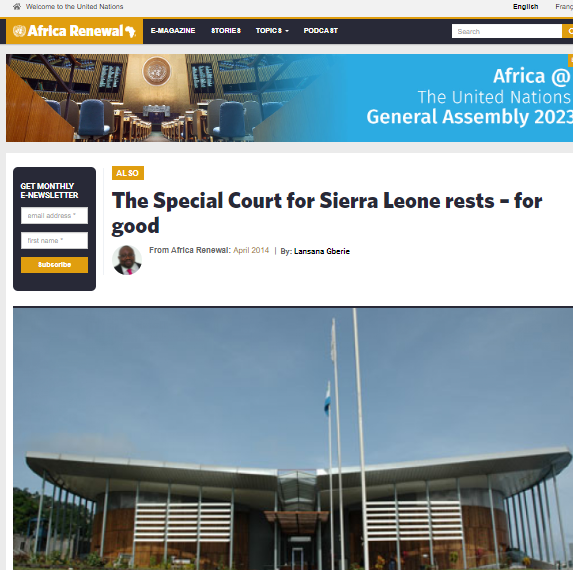 Welcome to the United Nations
English
Franç
Africa Renewal
E-MAGAZINE
STORIES
TOPICS
PODCAST
Search
Africa @
The United Nations
General Assembly 2023
GET MONTHLY
E-NEWSLETTER
email address *
first name *
Subscribe
ALSO
The Special Court for Sierra Leone rests – for
good
From Africa Renewal: April 2014 | By: Lansana Gberie